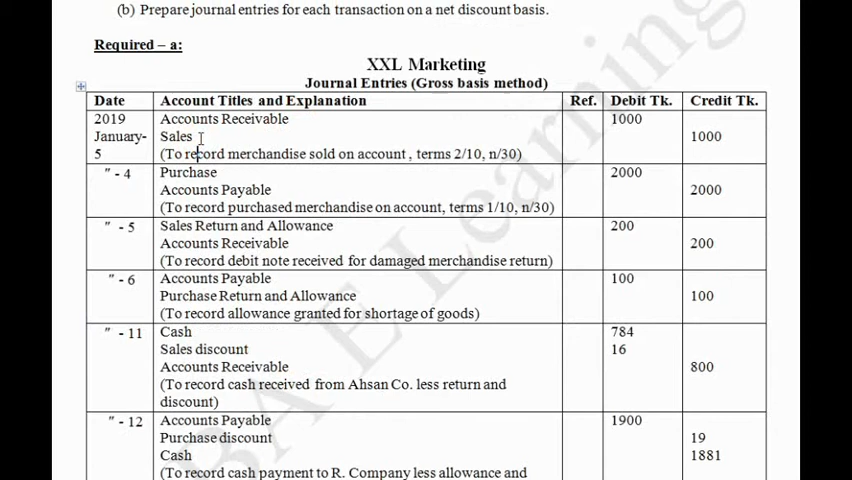 (b) Prepare journal entries for each transaction on a net discount basis.
Required – a:
XXL Marketing
Journal Entries (Gross basis method)
Date Account Titles and Explanation Ref. Debit Tk. Credit Tk.
2019 Accounts Receivable 1000
January- Sales 1000
5 (To record merchandise sold on account , terms 2/10, n/30)
″ - 4 Purchase 2000
Accounts Payable 2000
(To record purchased merchandise on account, terms 1/10, n/30)
″ - 5 Sales Return and Allowance 200
Accounts Receivable 200
(To record debit note received for damaged merchandise return)
″ - 6 Accounts Payable 100
Purchase Return and Allowance 100
(To record allowance granted for shortage of goods)
″ - 11 Cash 784
Sales discount 16
Accounts Receivable 800
(To record cash received from Ahsan Co. less return and
discount)
″ - 12 Accounts Payable 1900
Purchase discount 19
Cash 1881
(To record cash payment to R. Company less allowance and
BA E Learning